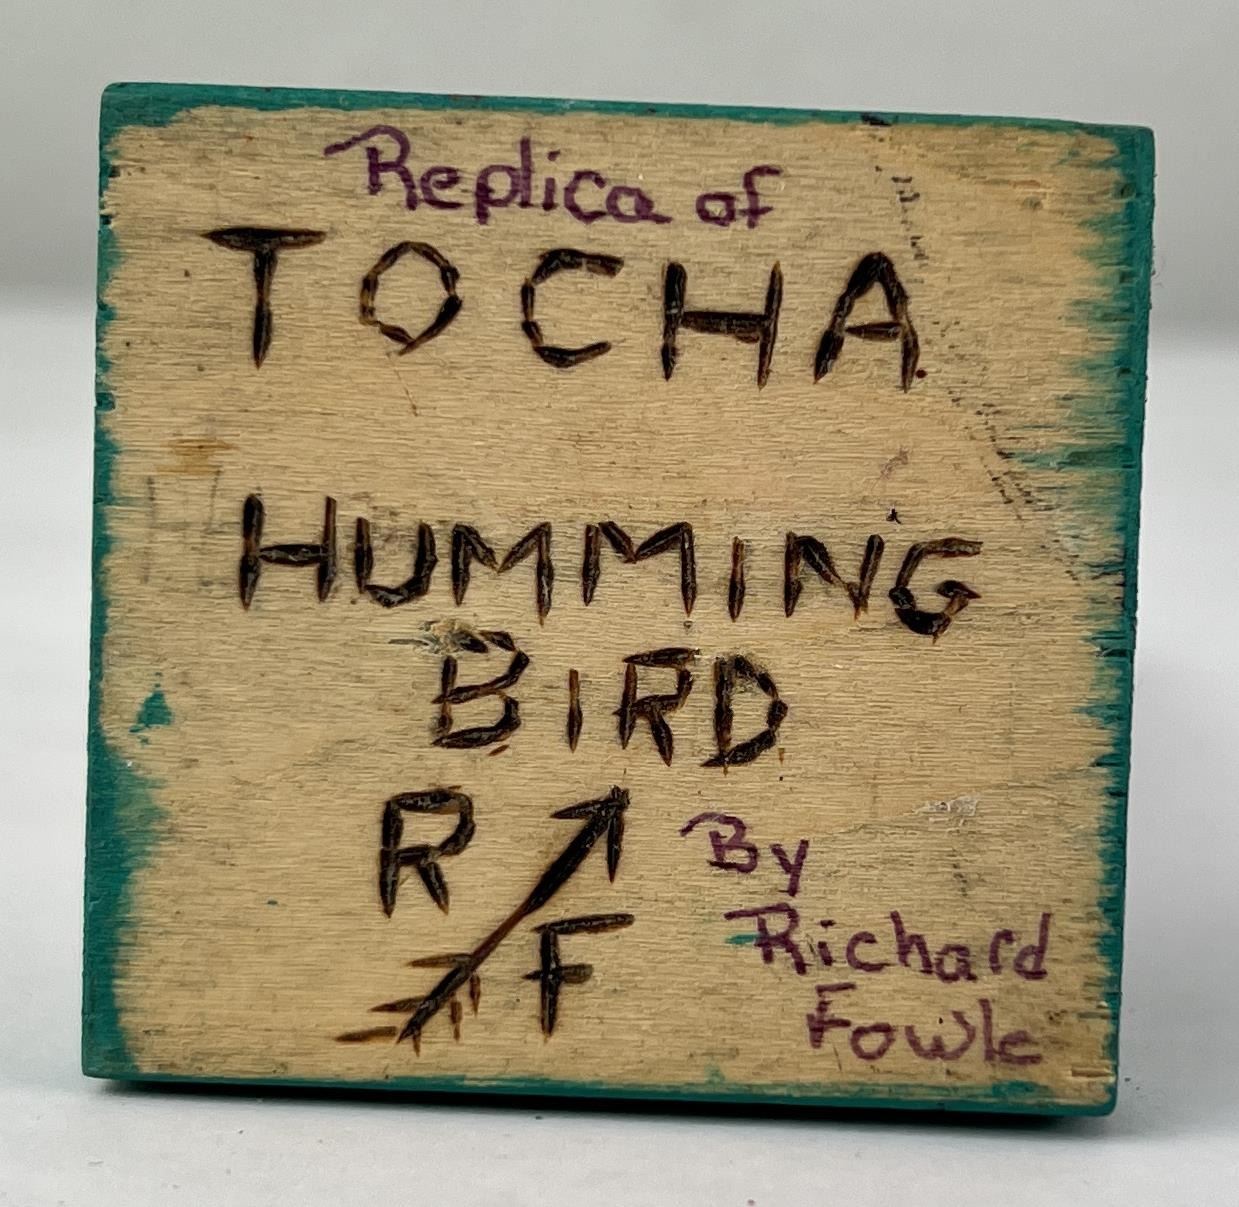 Replica of
TOCHA
HUMMING
BIRD
R
F
By
Richard
Fowle